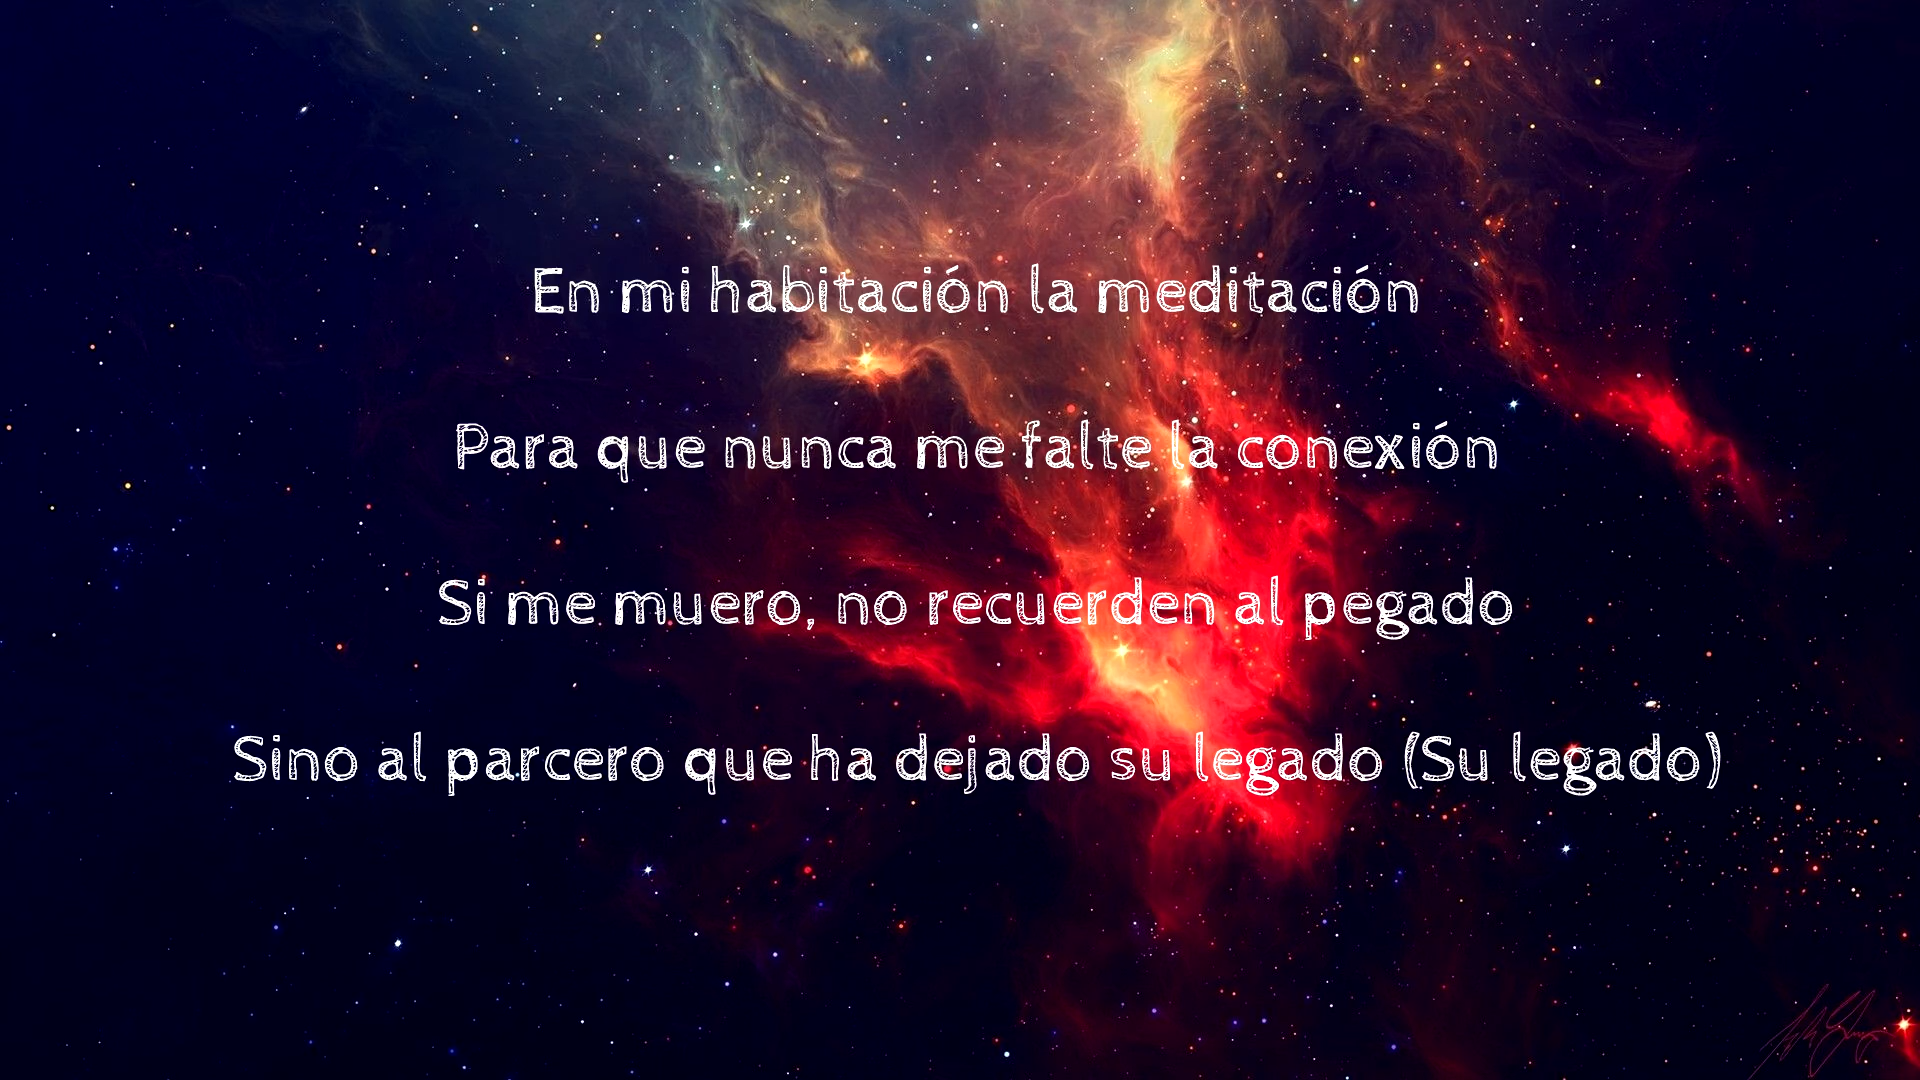 En mi habitación la meditación
Para que nunca me falte la conexión
Si me muero, no recuerden al pegado
Sino al parcero que ha dejado su legado (Su legado)